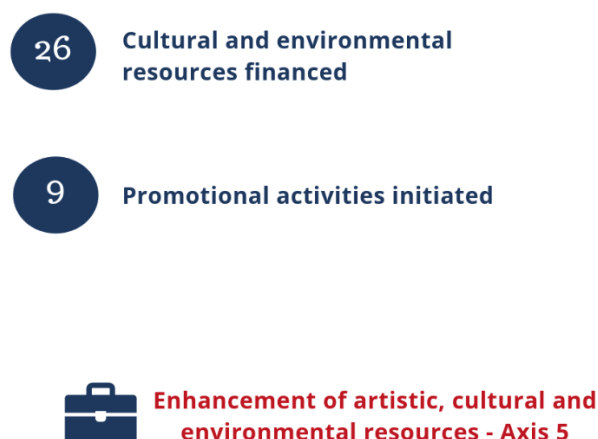 26
Cultural and environmental
resources financed
9
Promotional activities initiated
Enhancement of artistic, cultural and
environmental resources - Axis 5